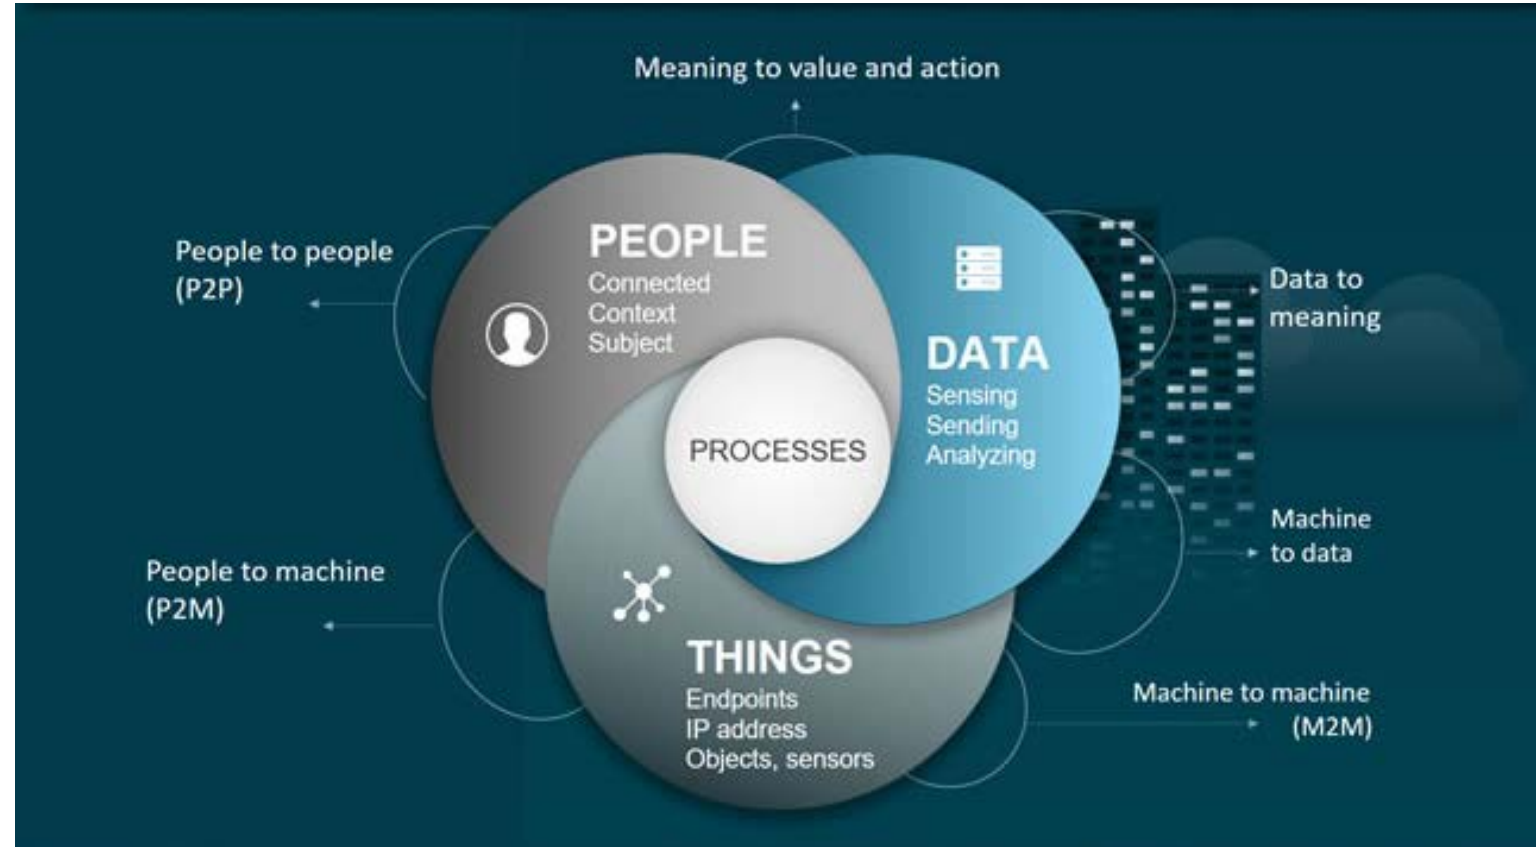 Meaning to value and action
People to people
(P2P)
PEOPLE
Connected
Context
Subject
DATA
Sensing
Sending
Analyzing
Data to
meaning
PROCESSES
Machine
to data
People to machine
(P2M)
THINGS
Endpoints
IP address
Objects, sensors
Machine to machine
(M2M)